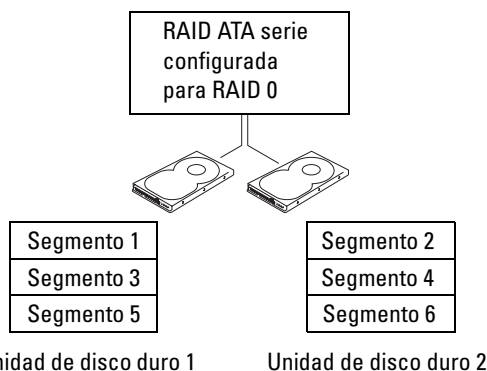 RAID ATA serie
configurada
para RAID 0
Segmento 1
Segmento 3
Segmento 5
Segmento 2
Segmento 4
Segmento 6
nidad de disco duro 1
Unidad de disco duro 2